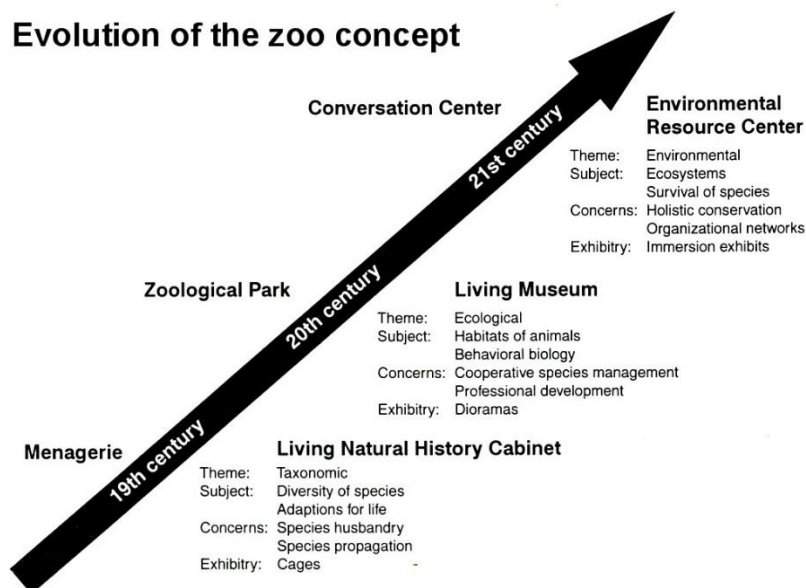 Evolution of the zoo concept
Conversation Center
21st century
Environmental
Resource Center
Theme: Environmental
Subject: Ecosystems
Survival of species
Concerns: Holistic conservation
Organizational networks
Exhibitry: Immersion exhibits
Zoological Park
20th century
Living Museum
Theme: Ecological
Subject: Habitats of animals
Behavioral biology
Concerns: Cooperative species management
Professional development
Exhibitry: Dioramas
Menagerie
19th century
Living Natural History Cabinet
Theme: Taxonomic
Subject: Diversity of species
Adaptions for life
Concerns: Species husbandry
Species propagation
Exhibitry: Cages